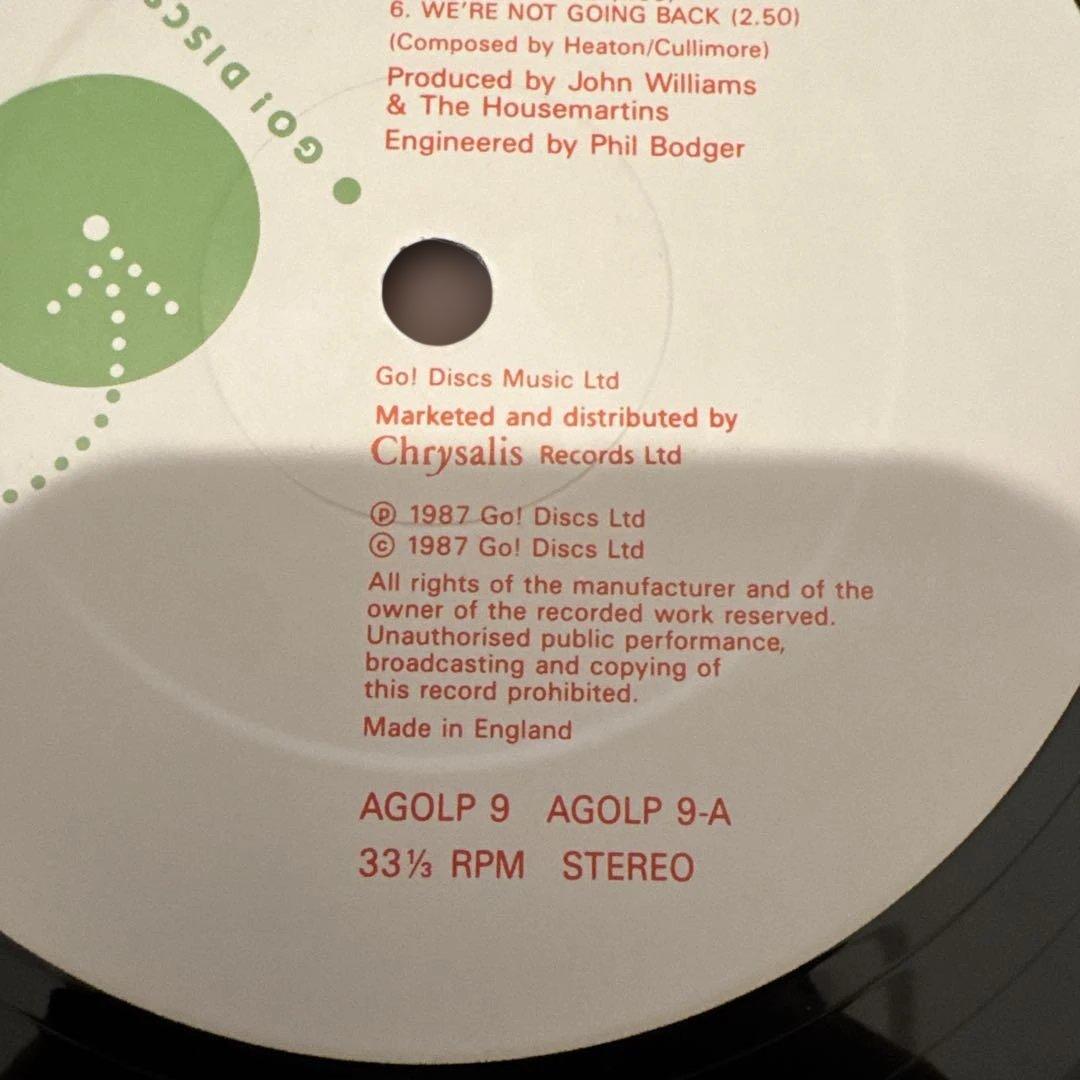 6. WE'RE NOT GOING BACK (2.50)
(Composed by Heaton/Cullimore)
Produced by John Williams
& The Housemartins
Engineered by Phil Bodger
GO! DISCS
Go! Discs Music Ltd
Marketed and distributed by
Chrysalis Records Ltd
℗ 1987 Go! Discs Ltd
© 1987 Go! Discs Ltd
All rights of the manufacturer and of the
owner of the recorded work reserved.
Unauthorised public performance,
broadcasting and copying of
this record prohibited.
Made in England
AGOLP 9 AGOLP 9-A
33⅓ RPM STEREO